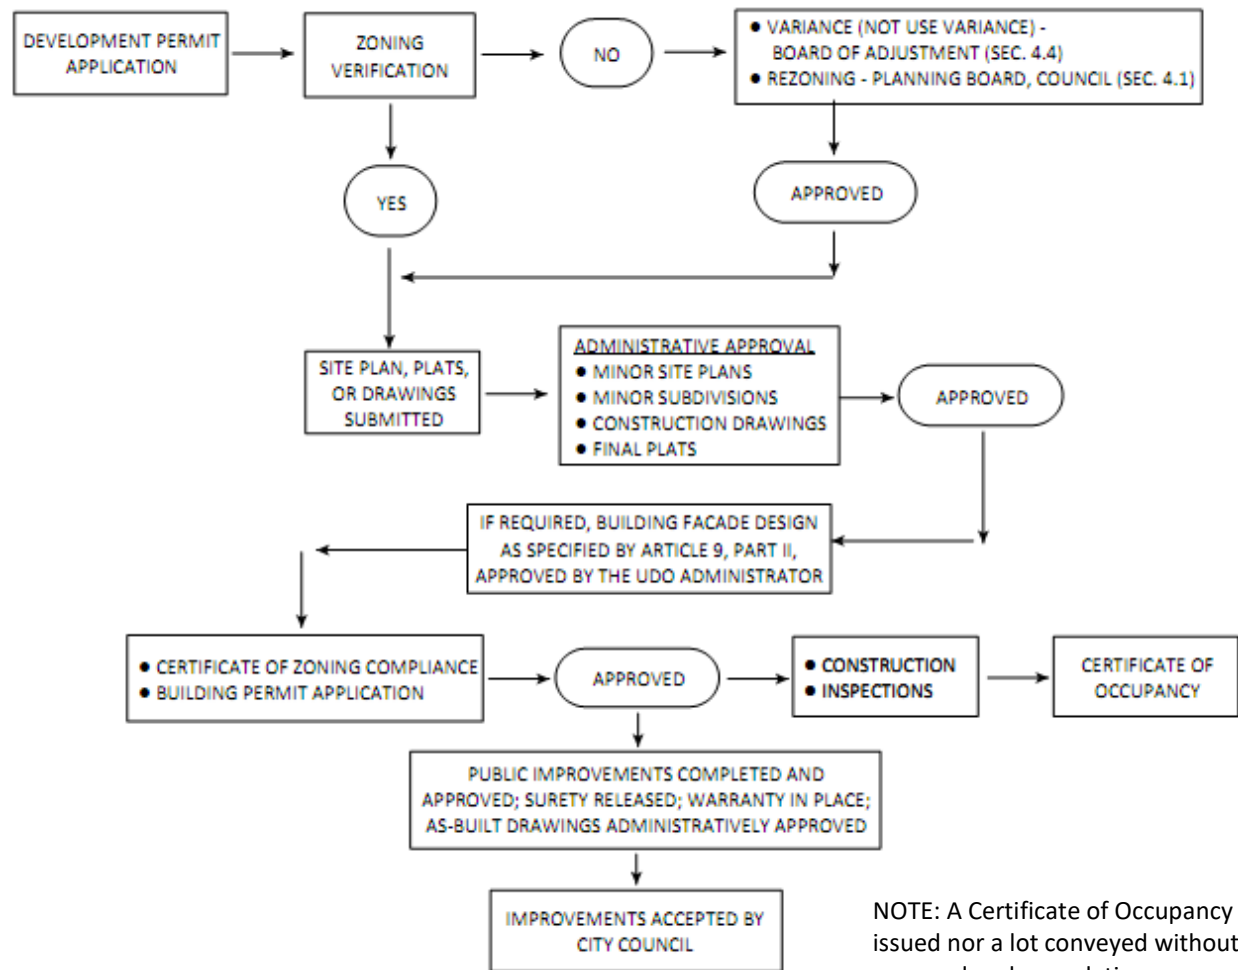 DEVELOPMENT PERMIT
APPLICATION
ZONING
VERIFICATION
NO
● VARIANCE (NOT USE VARIANCE) -
BOARD OF ADJUSTMENT (SEC. 4.4)
● REZONING - PLANNING BOARD, COUNCIL (SEC. 4.1)
YES
APPROVED
SITE PLAN, PLATS,
OR DRAWINGS
SUBMITTED
ADMINISTRATIVE APPROVAL
● MINOR SITE PLANS
● MINOR SUBDIVISIONS
● CONSTRUCTION DRAWINGS
● FINAL PLATS
APPROVED
IF REQUIRED, BUILDING FACADE DESIGN
AS SPECIFIED BY ARTICLE 9, PART II,
APPROVED BY THE UDO ADMINISTRATOR
● CERTIFICATE OF ZONING COMPLIANCE
● BUILDING PERMIT APPLICATION
APPROVED
● CONSTRUCTION
● INSPECTIONS
CERTIFICATE OF
OCCUPANCY
PUBLIC IMPROVEMENTS COMPLETED AND
APPROVED; SURETY RELEASED; WARRANTY IN PLACE;
AS-BUILT DRAWINGS ADMINISTRATIVELY APPROVED
IMPROVEMENTS ACCEPTED BY
CITY COUNCIL
NOTE: A Certificate of Occupancy
issued nor a lot conveyed without